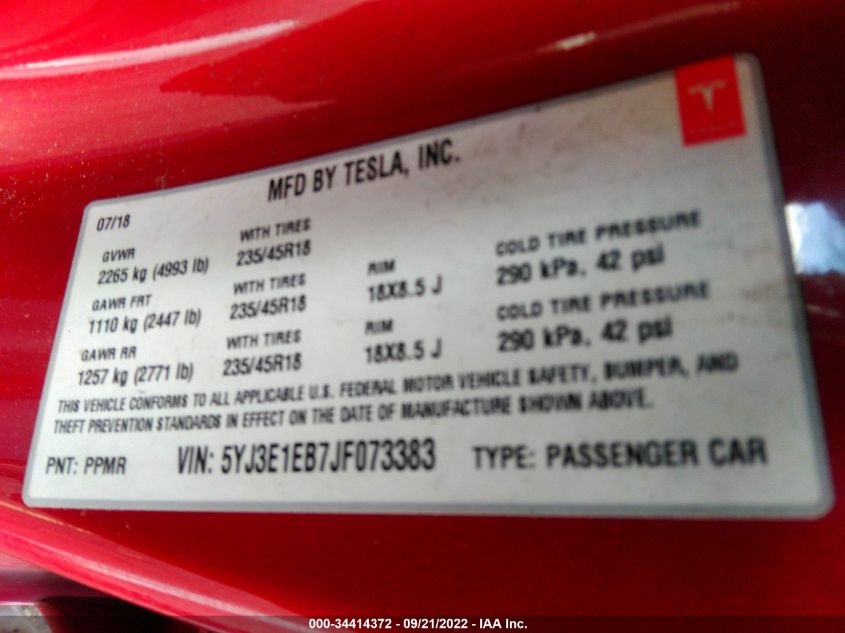 MFD BY TESLA, INC.
07/18
GVWR WITH TIRES
2265 kg (4993 lb) 235/45R18
GAWR FRT WITH TIRES RIM COLD TIRE PRESSURE
1110 kg (2447 lb) 235/45R18 18X8.5 J 290 kPa, 42 psi
GAWR RR WITH TIRES RIM COLD TIRE PRESSURE
1257 kg (2771 lb) 235/45R18 18X8.5 J 290 kPa, 42 psi
THIS VEHICLE CONFORMS TO ALL APPLICABLE U.S. FEDERAL MOTOR VEHICLE SAFETY, BUMPER, AND
THEFT PREVENTION STANDARDS IN EFFECT ON THE DATE OF MANUFACTURE SHOWN ABOVE.
PNT: PPMR VIN: 5YJ3E1EB7JF073383 TYPE: PASSENGER CAR
000-34414372 - 09/21/2022 - IAA Inc.